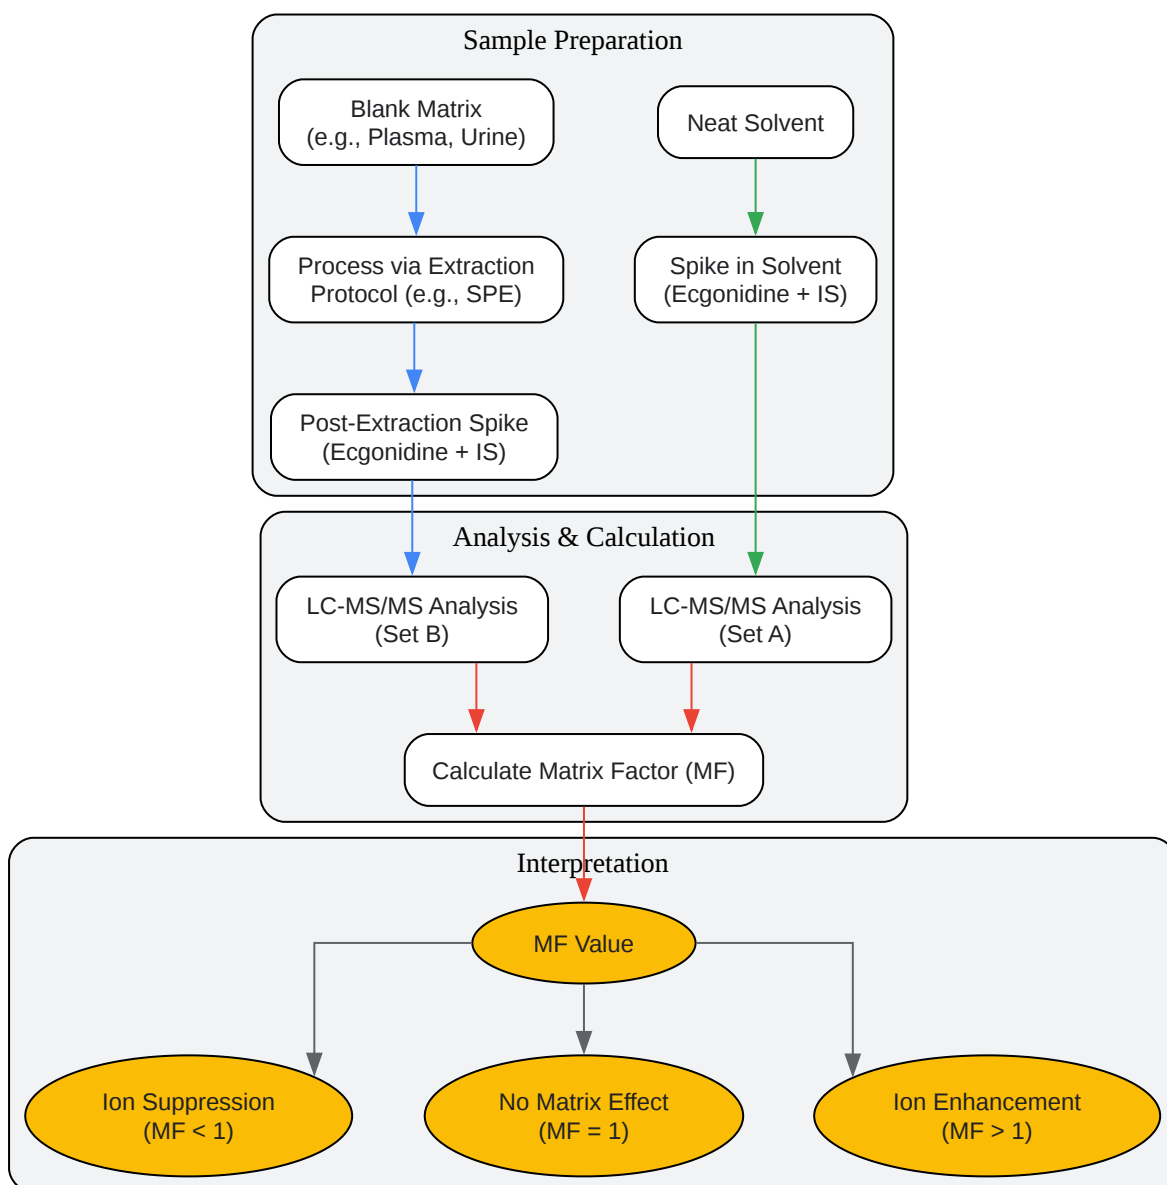 Sample Preparation
Blank Matrix
(e.g., Plasma, Urine)
Neat Solvent
Process via Extraction
Protocol (e.g., SPE)
Spike in Solvent
(Ecgonidine + IS)
Post-Extraction Spike
(Ecgonidine + IS)
Analysis & Calculation
LC-MS/MS Analysis
(Set B)
LC-MS/MS Analysis
(Set A)
Calculate Matrix Factor (MF)
Interpretation
MF Value
Ion Suppression
(MF < 1)
No Matrix Effect
(MF = 1)
Ion Enhancement
(MF > 1)